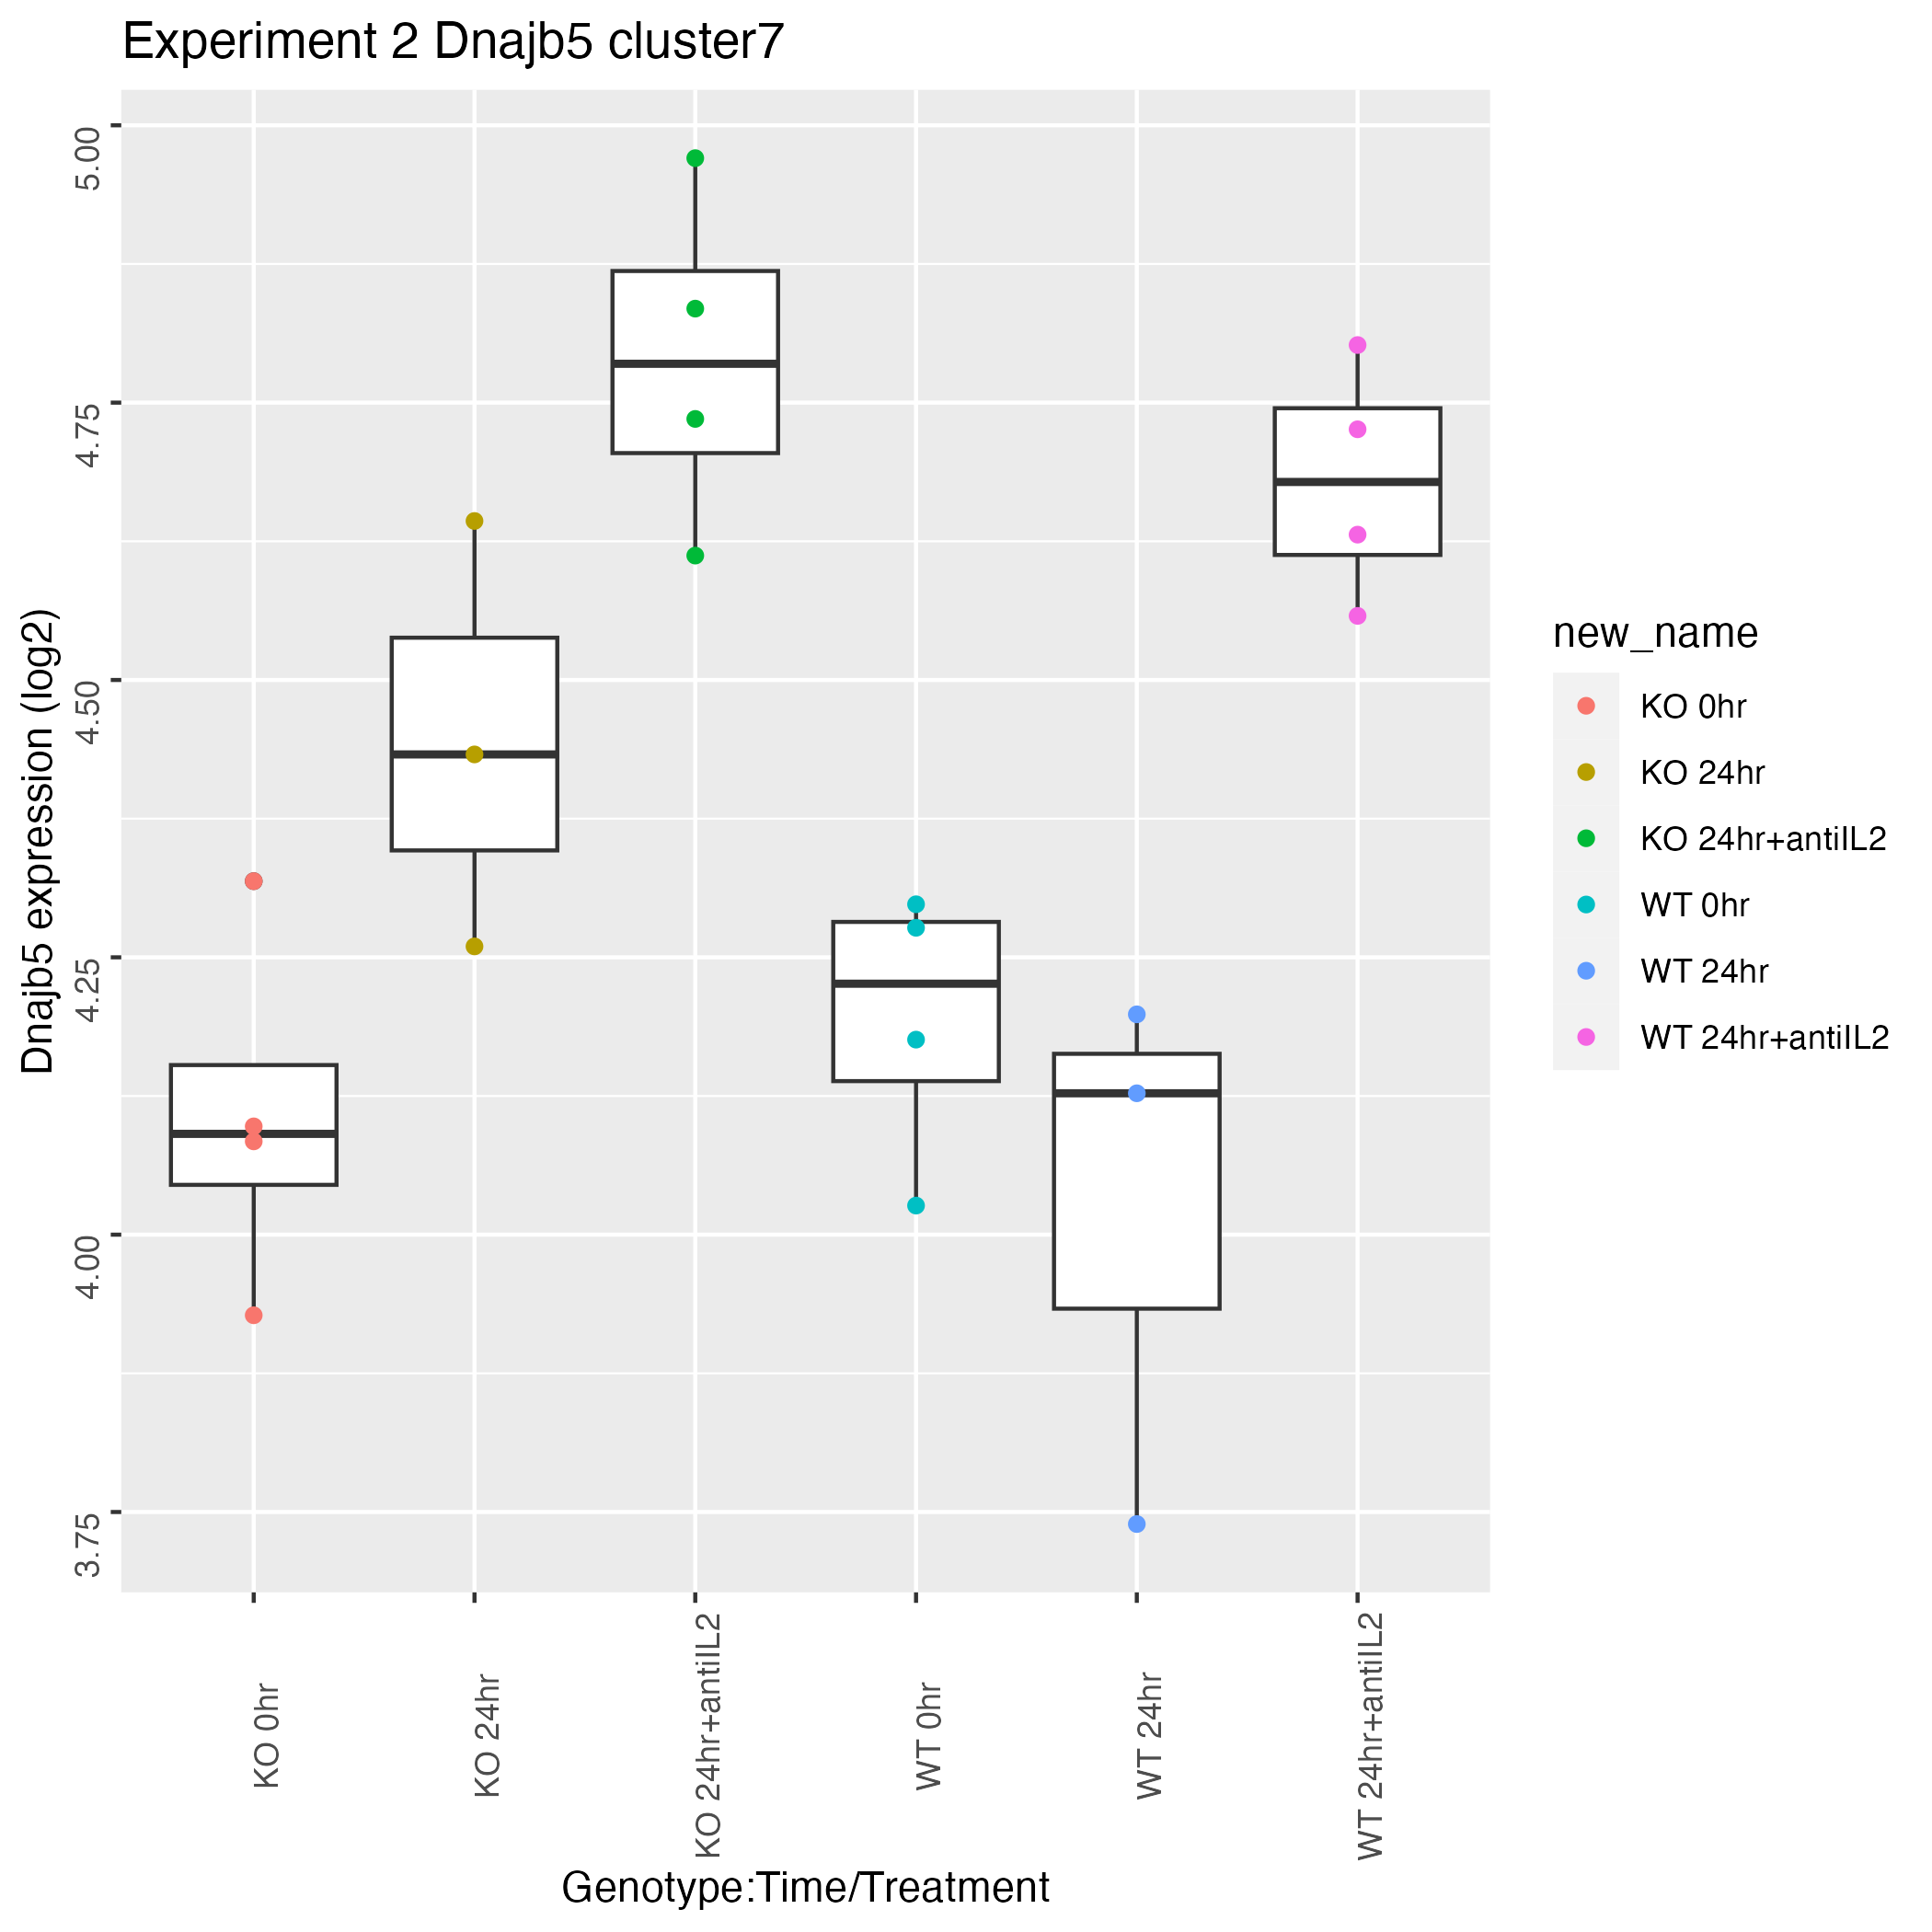 Experiment 2 Dnajb5 cluster7
Dnajb5 expression (log2)
5.00
4.75
4.50
4.25
4.00
3.75
KO 0hr
KO 24hr
KO 24hr+antiIL2
WT 0hr
WT 24hr
WT 24hr+antiIL2
Genotype:Time/Treatment
new_name
KO 0hr
KO 24hr
KO 24hr+antiIL2
WT 0hr
WT 24hr
WT 24hr+antiIL2